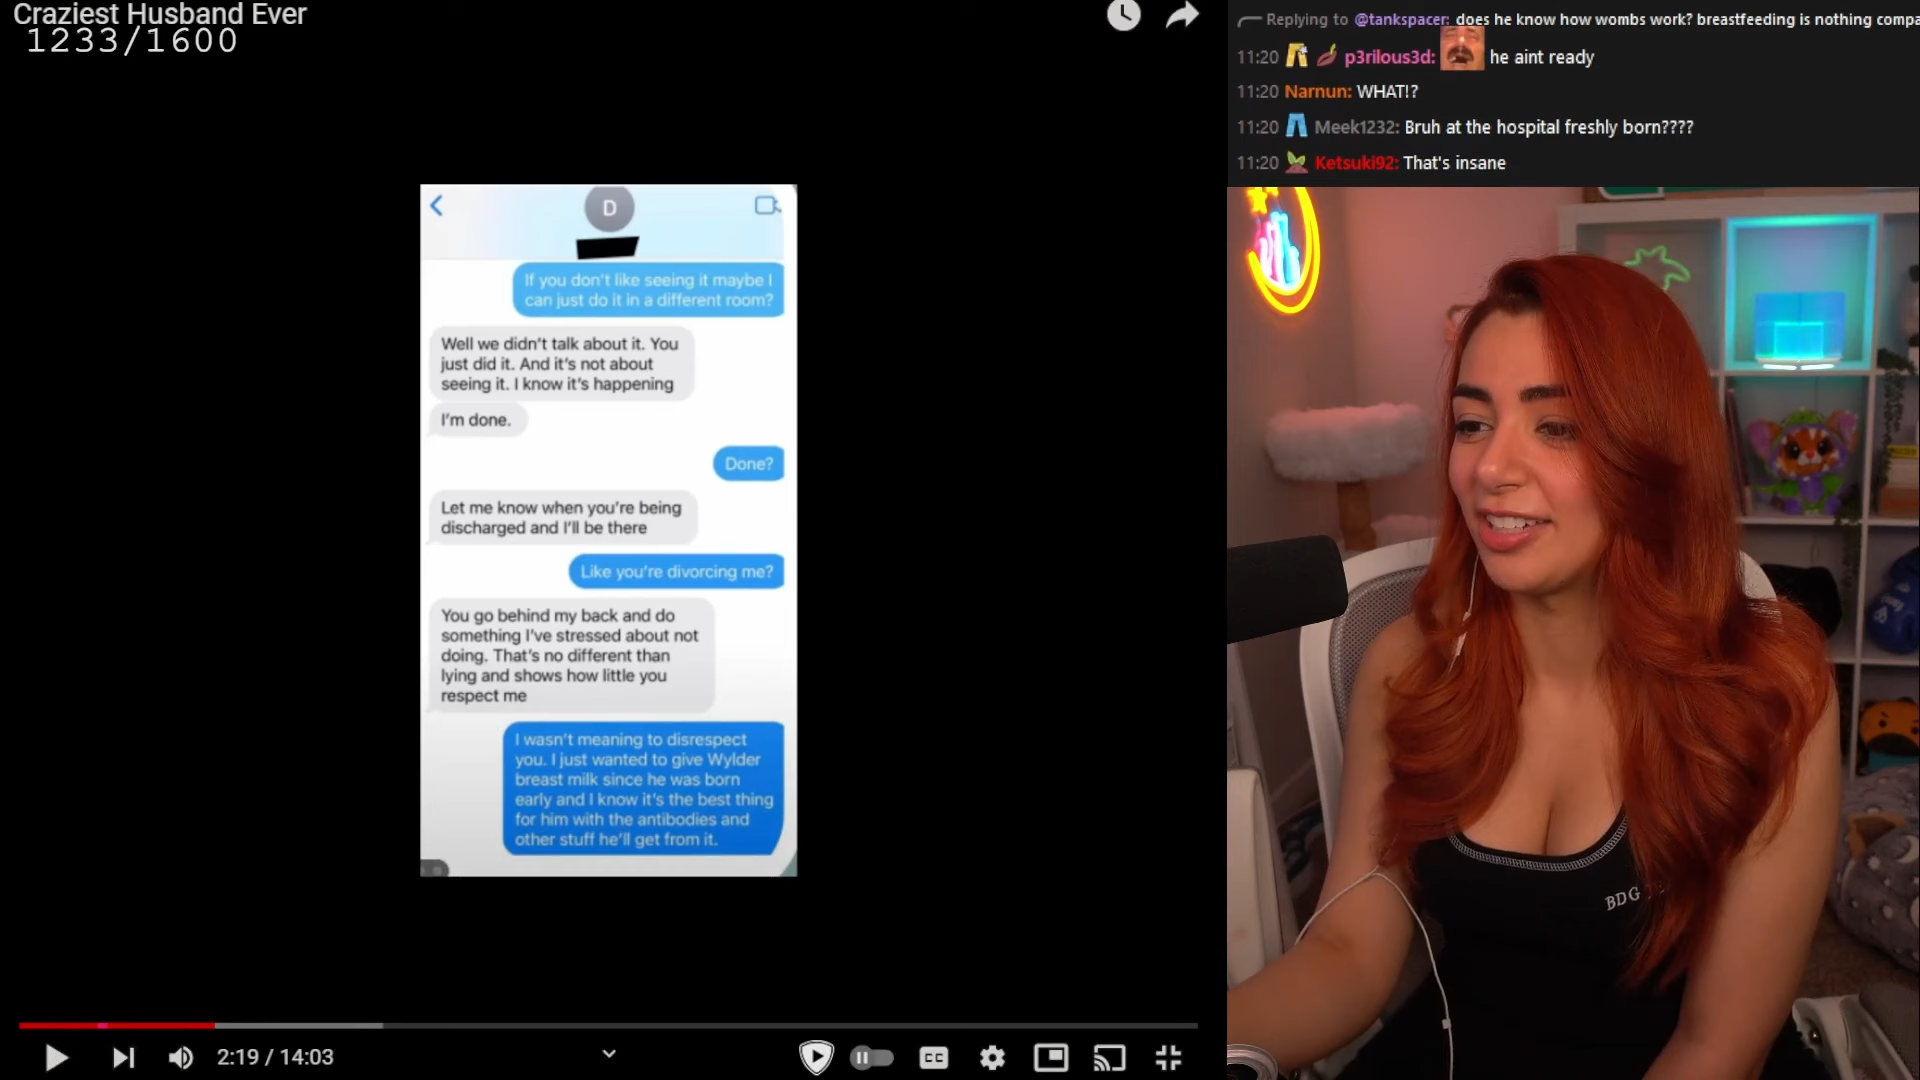 Craziest Husband Ever
1233/1600
D
If you don't like seeing it maybe I
can just do it in a different room?
Well we didn't talk about it. You
just did it. And it's not about
seeing it. I know it's happening
I'm done.
Done?
Let me know when you're being
discharged and I'll be there
Like you're divorcing me?
You go behind my back and do
something I've stressed about not
doing. That's no different than
lying and shows how little you
respect me
I wasn't meaning to disrespect
you. I just wanted to give Wylder
breast milk since he was born
early and I know it's the best thing
for him with the antibodies and
other stuff he'll get from it.
2:19 / 14:03
CC
Replying to @tankspacer: does he know how wombs work? breastfeeding is nothing compa
11:20 p3rilous3d: he aint ready
11:20 Narnun: WHAT!?
11:20 Meek1232: Bruh at the hospital freshly born????
11:20 Ketsuki92: That's insane
BDG